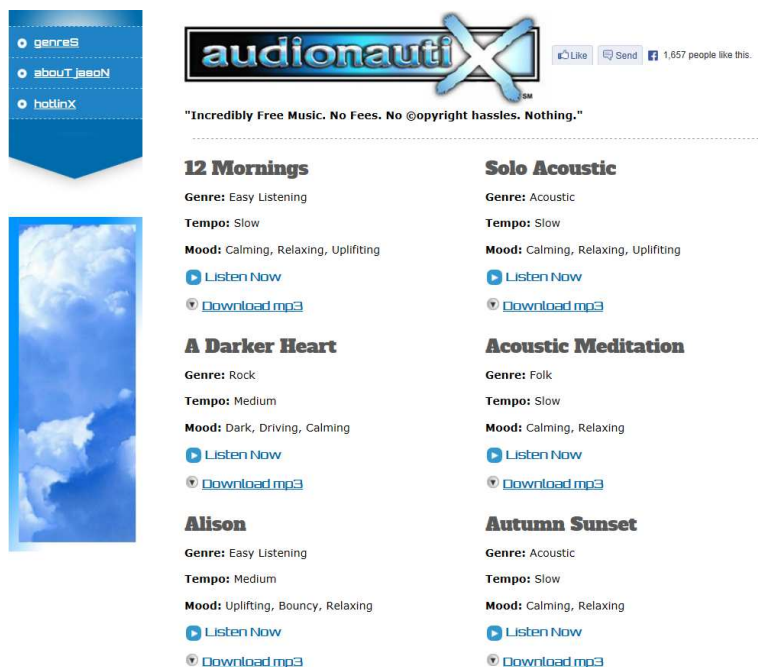 genreS
abouT jasoN
hotlinX
audionautiX
SM
Like Send 1,657 people like this.
"Incredibly Free Music. No Fees. No ©opyright hassles. Nothing."
12 Mornings
Genre: Easy Listening
Tempo: Slow
Mood: Calming, Relaxing, Uplifiting
Listen Now
Download mp3
Solo Acoustic
Genre: Acoustic
Tempo: Slow
Mood: Calming, Relaxing, Uplifiting
Listen Now
Download mp3
A Darker Heart
Genre: Rock
Tempo: Medium
Mood: Dark, Driving, Calming
Listen Now
Download mp3
Acoustic Meditation
Genre: Folk
Tempo: Slow
Mood: Calming, Relaxing
Listen Now
Download mp3
Alison
Genre: Easy Listening
Tempo: Medium
Mood: Uplifting, Bouncy, Relaxing
Listen Now
Download mp3
Autumn Sunset
Genre: Acoustic
Tempo: Slow
Mood: Calming, Relaxing
Listen Now
Download mp3